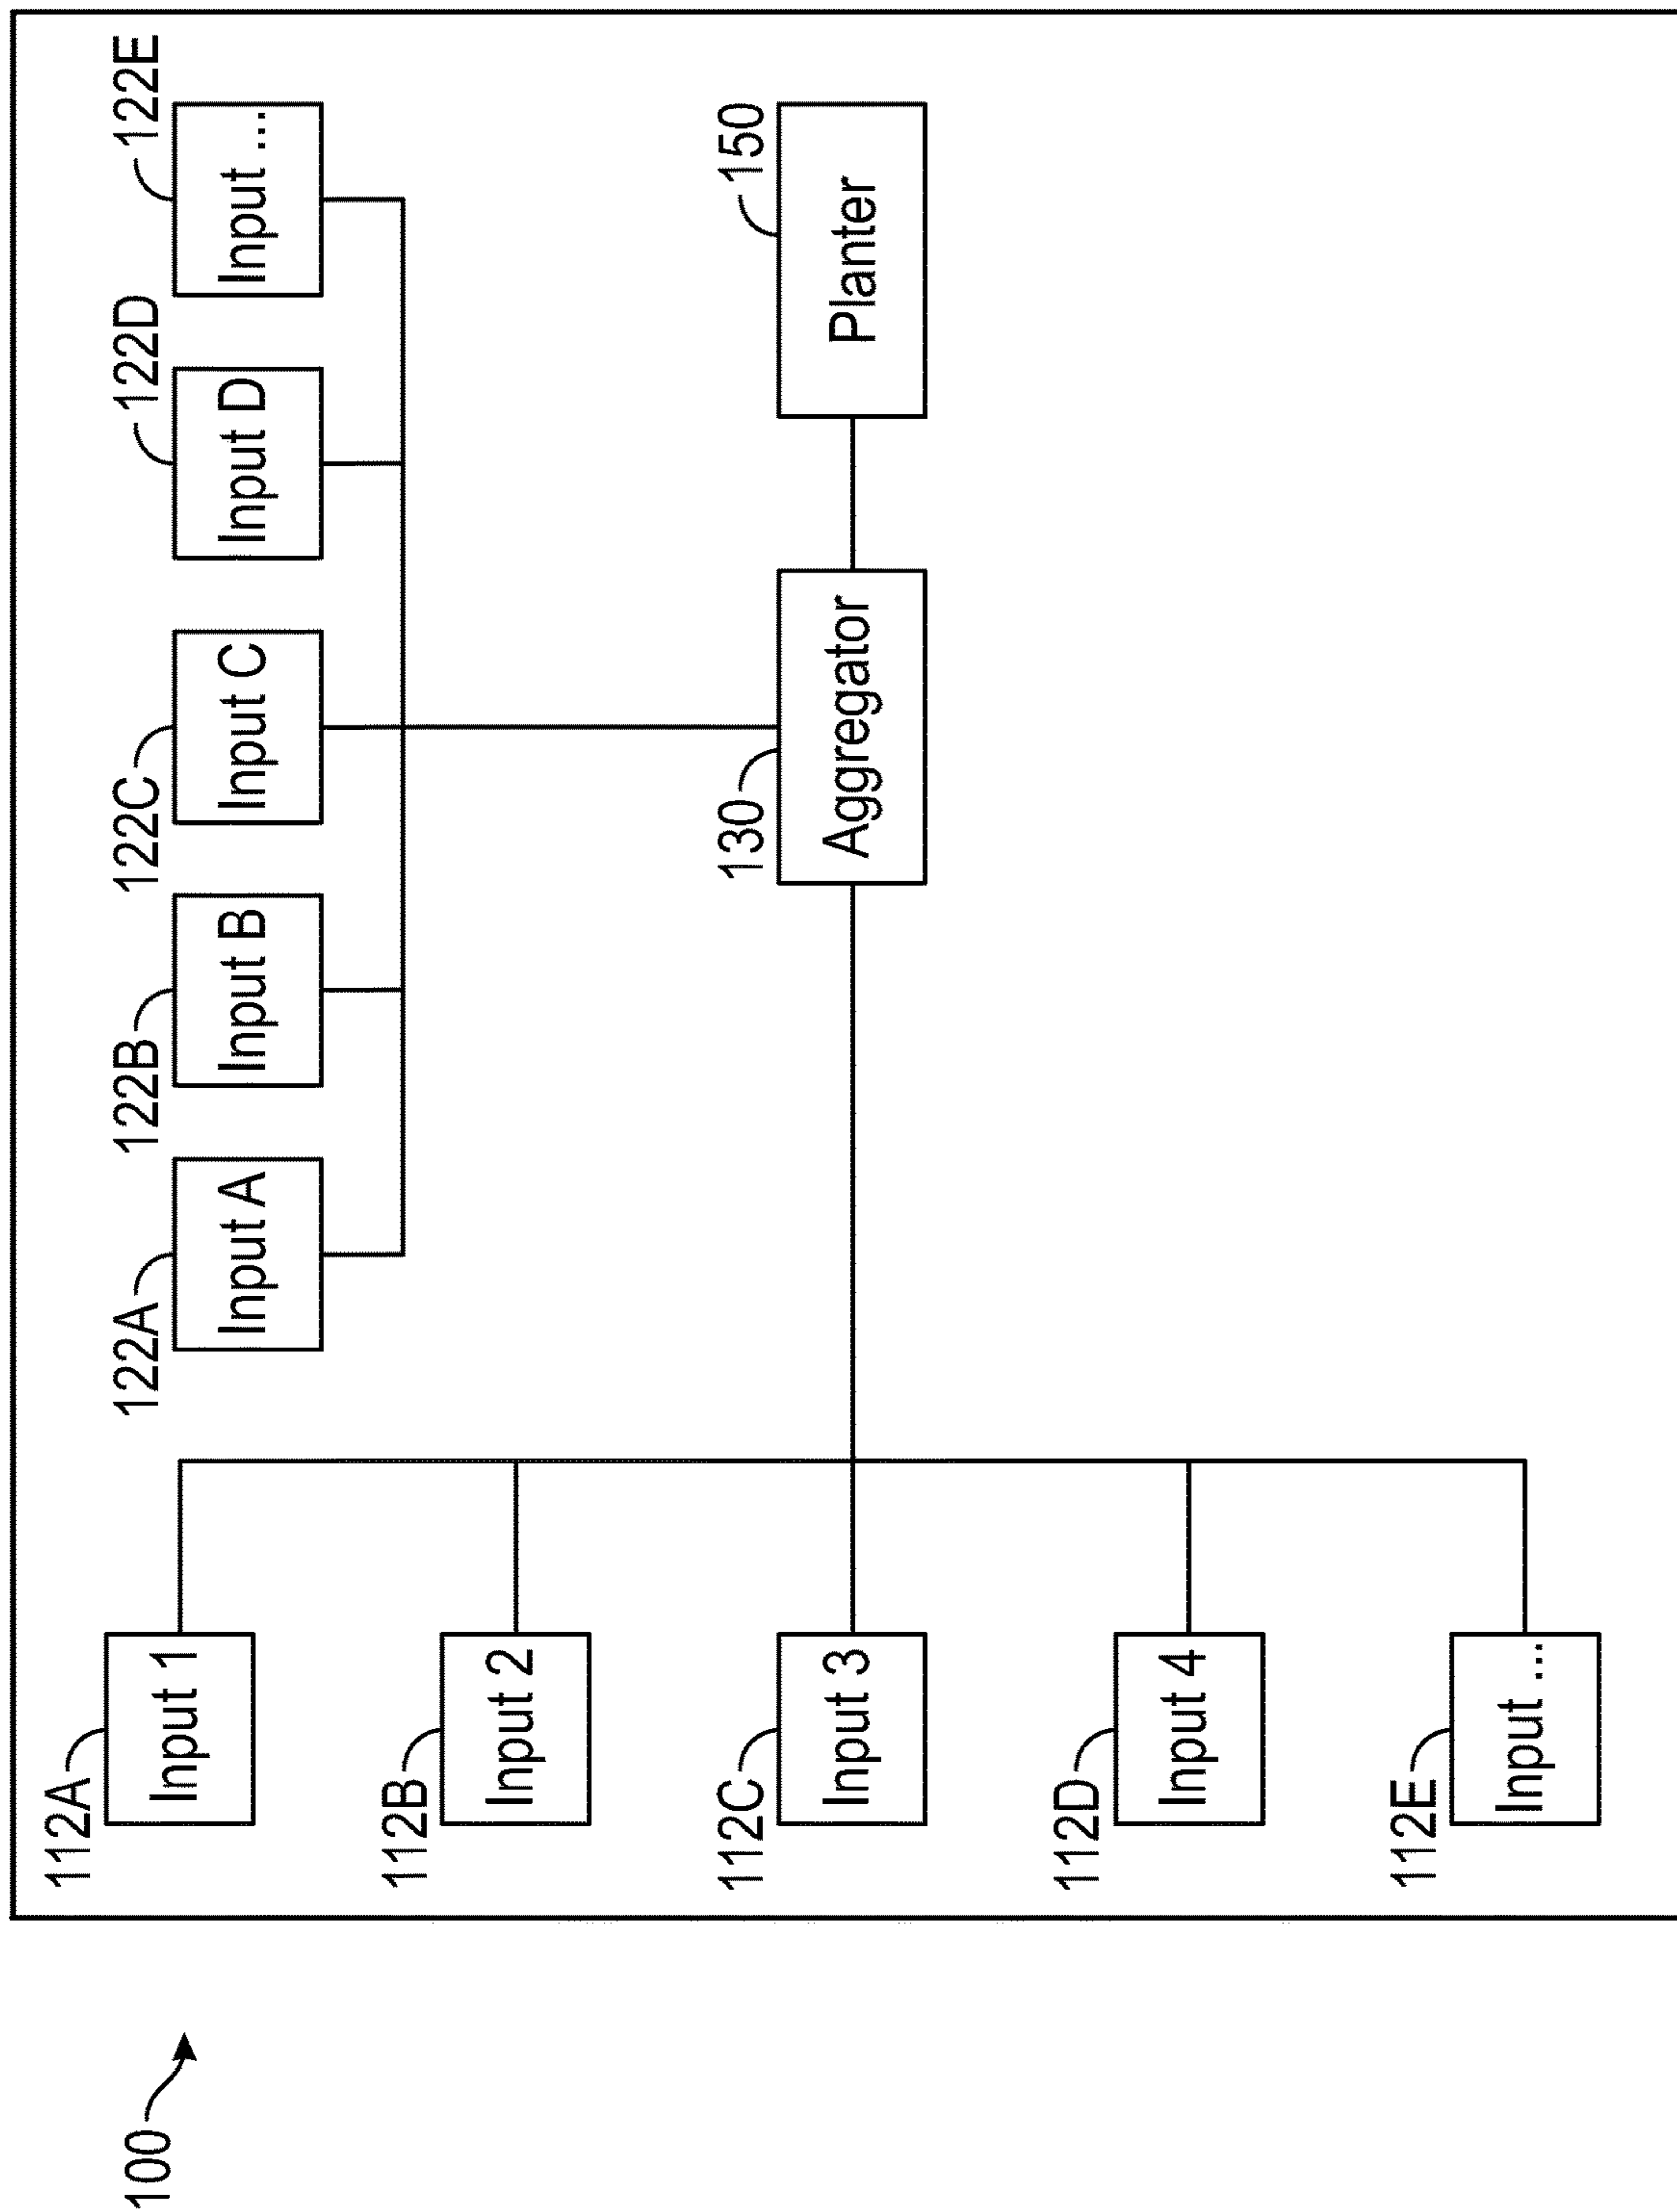 100
112A
Input 1
112B
Input 2
112C
Input 3
112D
Input 4
112E
Input ...
122A
Input A
122B
Input B
122C
Input C
122D
Input D
122E
Input ...
130
Aggregator
150
Planter